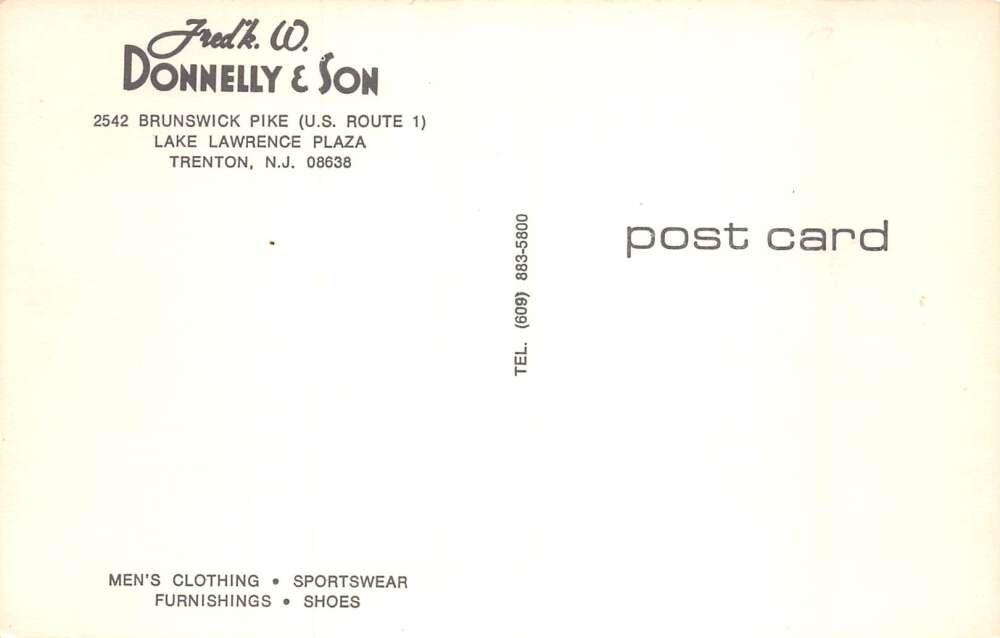 Fred'k. W.
DONNELLY & SON
2542 BRUNSWICK PIKE (U.S. ROUTE 1)
LAKE LAWRENCE PLAZA
TRENTON, N.J. 08638
TEL. (609) 883-5800
post card
MEN'S CLOTHING • SPORTSWEAR
FURNISHINGS • SHOES